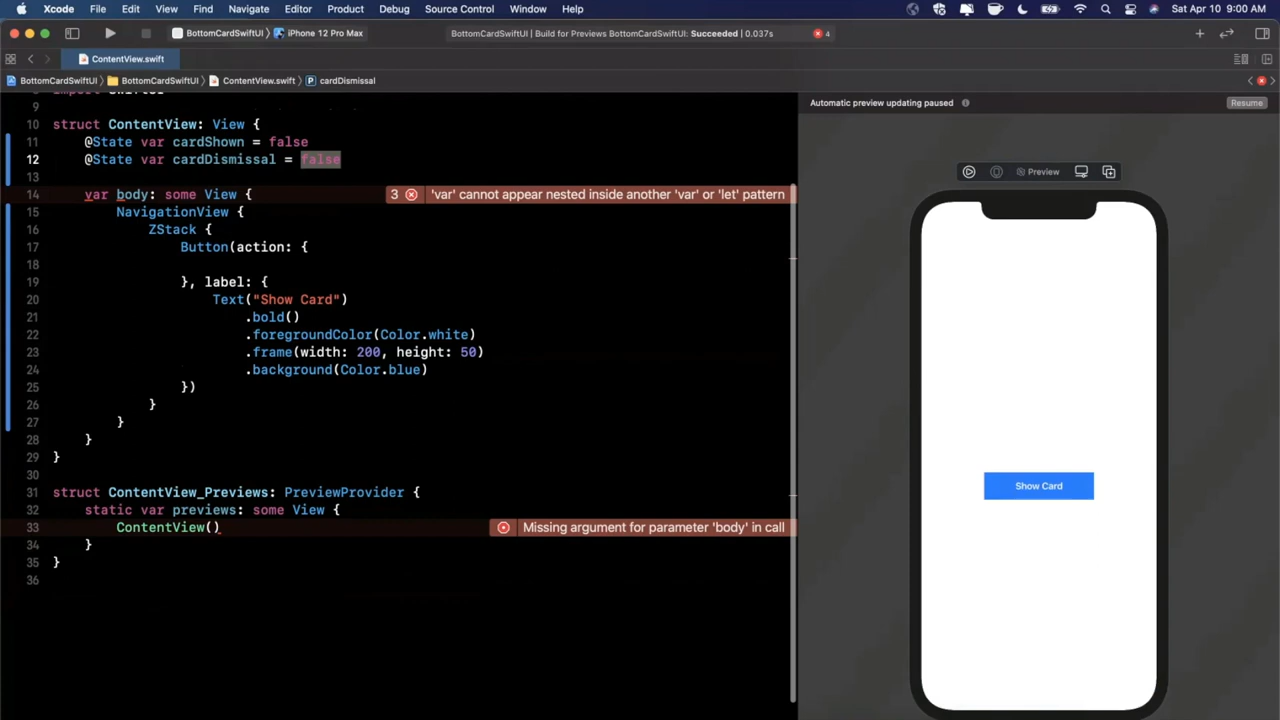 Xcode File Edit View Find Navigate Editor Product Debug Source Control Window Help Sat Apr 10 9:00 AM
BottomCardSwiftUI iPhone 12 Pro Max BottomCardSwiftUI | Build for Previews BottomCardSwiftUI: Succeeded | 0,037s 4
ContentView.swift
BottomCardSwiftUI BottomCardSwiftUI ContentView.swift P cardDismissal
Automatic preview updating paused Resume
9
10 struct ContentView: View {
11 @State var cardShown = false
12 @State var cardDismissal = false
13
14 var body: some View { 3 'var' cannot appear nested inside another 'var' or 'let' pattern
15 NavigationView {
16 ZStack {
17 Button(action: {
18
19 }, label: {
20 Text("Show Card")
21 .bold()
22 .foregroundColor(Color.white)
23 .frame(width: 200, height: 50)
24 .background(Color.blue)
25 })
26 }
27 }
28 }
29 }
30
31 struct ContentView_Previews: PreviewProvider {
32 static var previews: some View {
33 ContentView() Missing argument for parameter 'body' in call
34 }
35 }
36
Preview
Show Card